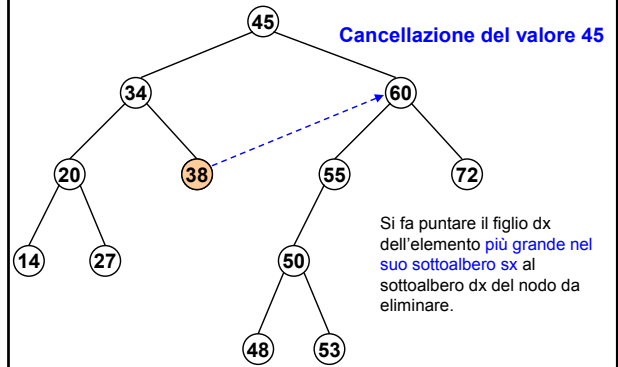 45
Cancellazione del valore 45
34
60
20
38
55
72
Si fa puntare il figlio dx
dell'elemento più grande nel
suo sottoalbero sx al
sottoalbero dx del nodo da
eliminare.
14
27
50
48
53